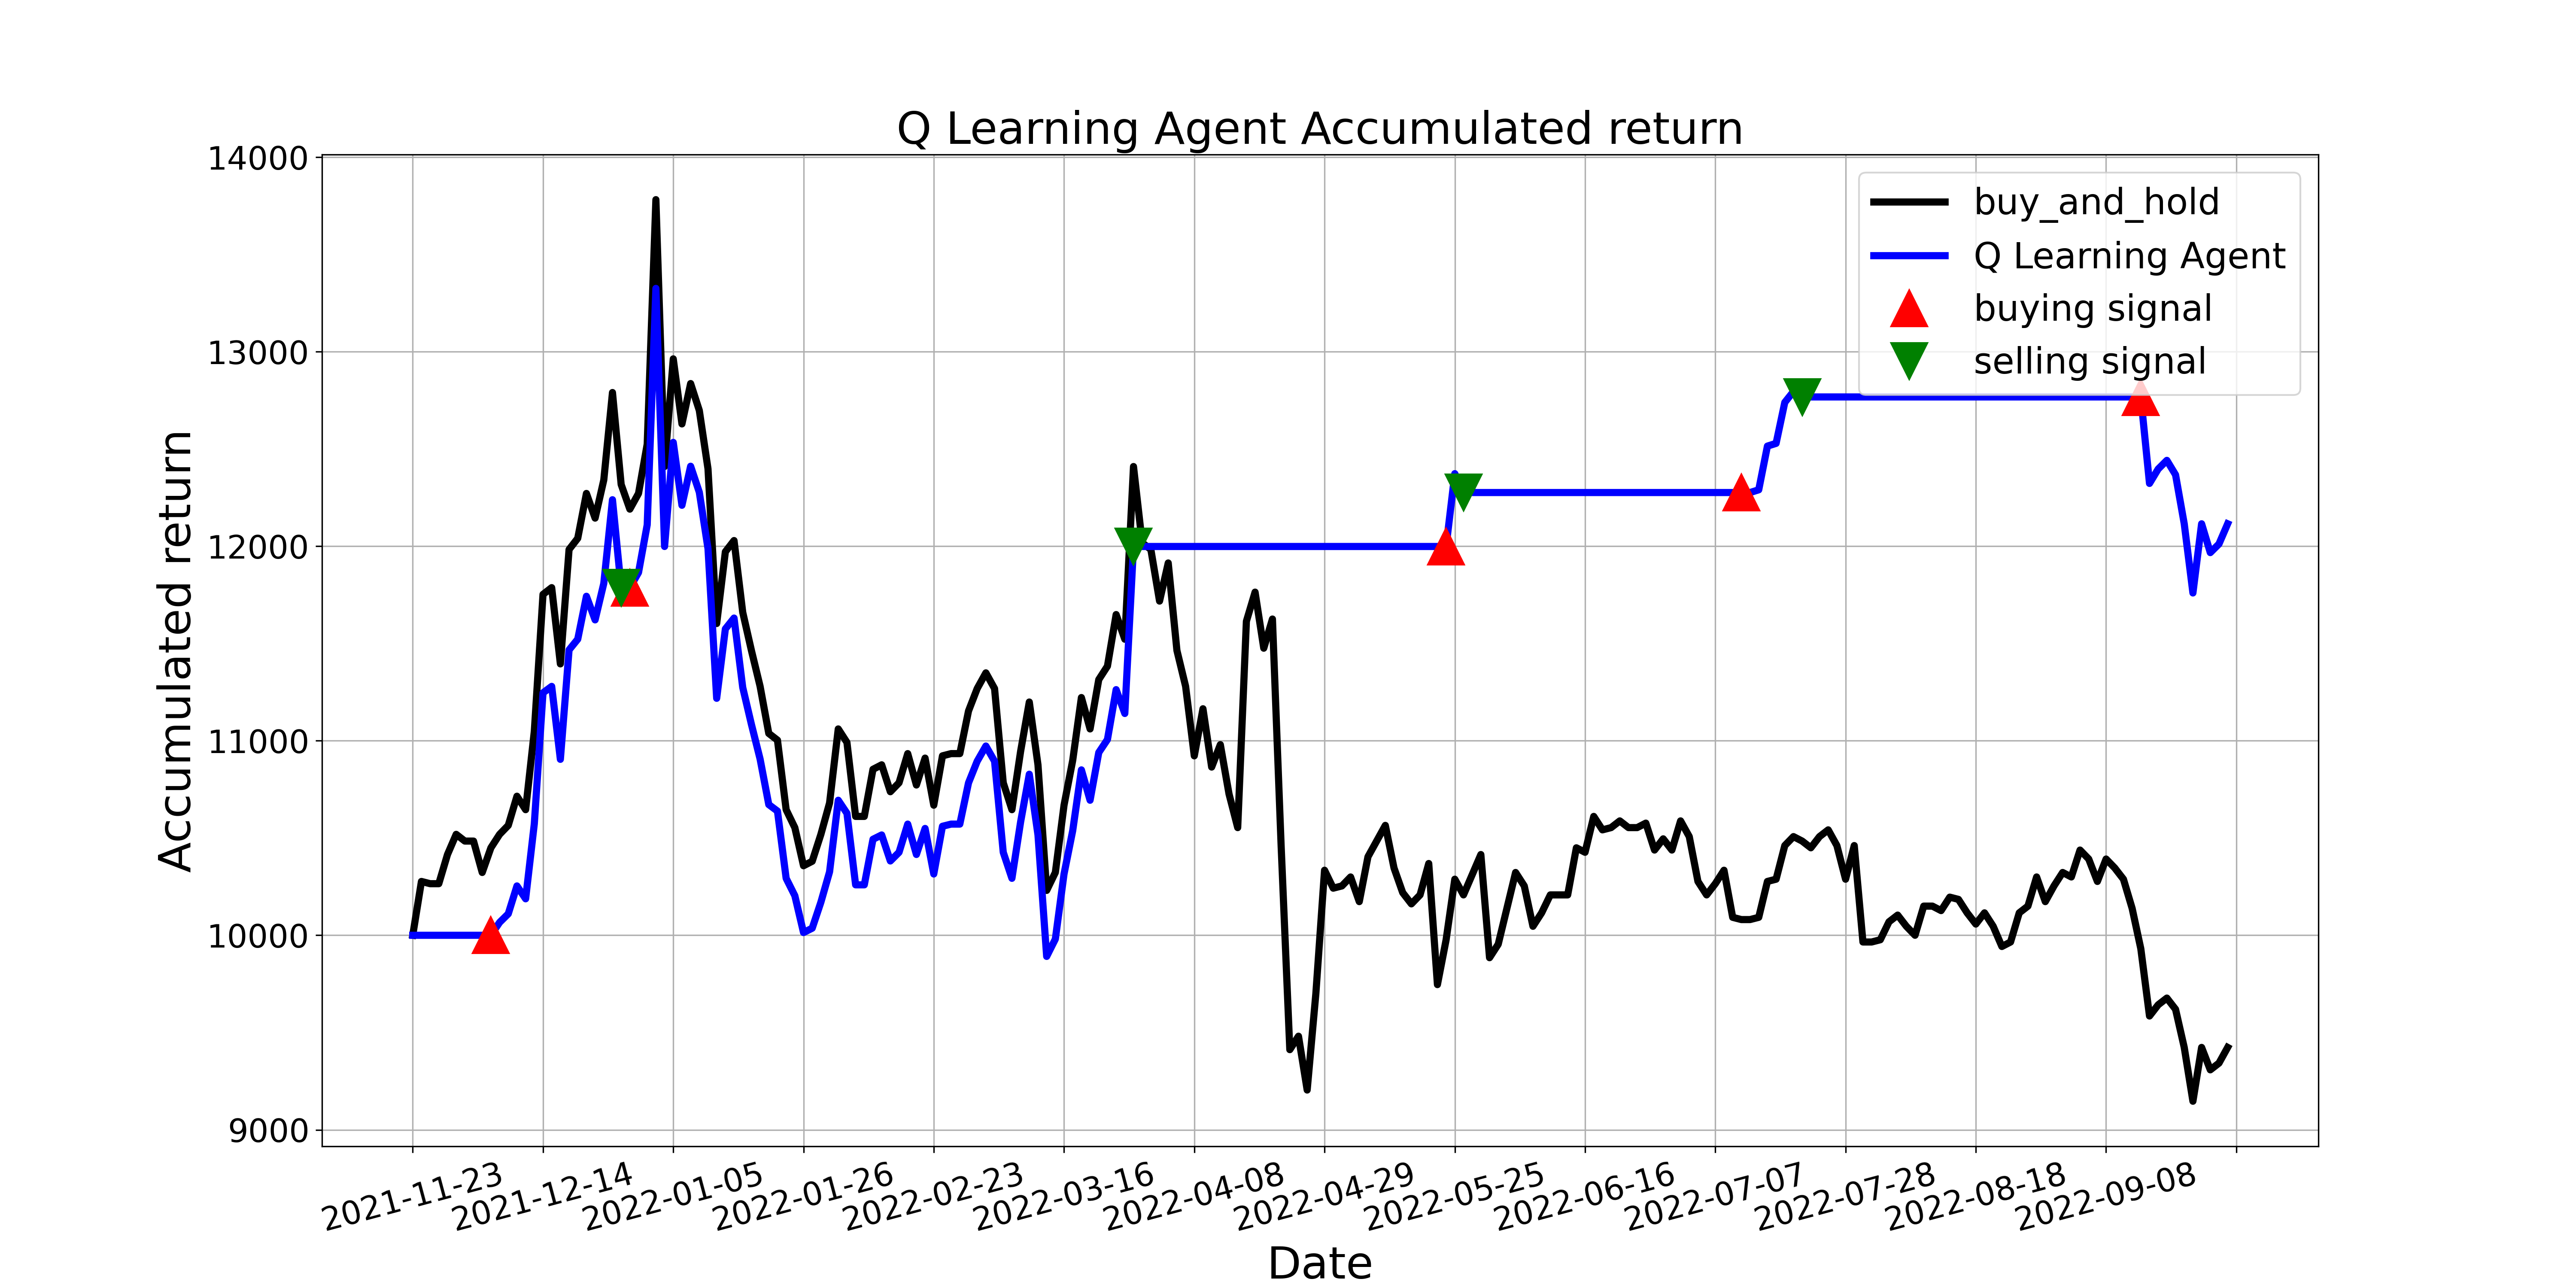 Q Learning Agent Accumulated return
14000
13000
12000
11000
10000
9000
Accumulated return
buy_and_hold
Q Learning Agent
buying signal
selling signal
2021-11-23
2021-12-14
2022-01-05
2022-01-26
2022-02-23
2022-03-16
2022-04-08
2022-04-29
2022-05-25
2022-06-16
2022-07-07
2022-07-28
2022-08-18
2022-09-08
Date